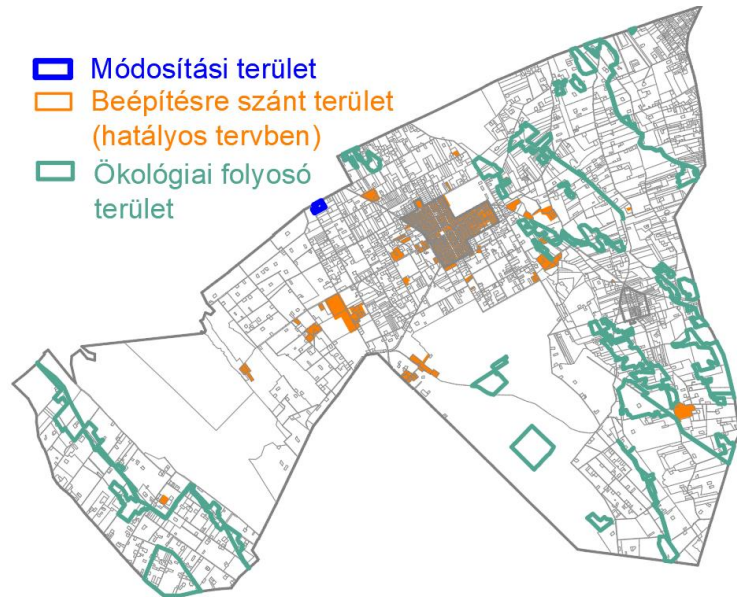 Módosítási terület
Beépítésre szánt terület
(hatályos tervben)
Ökológiai folyosó
terület